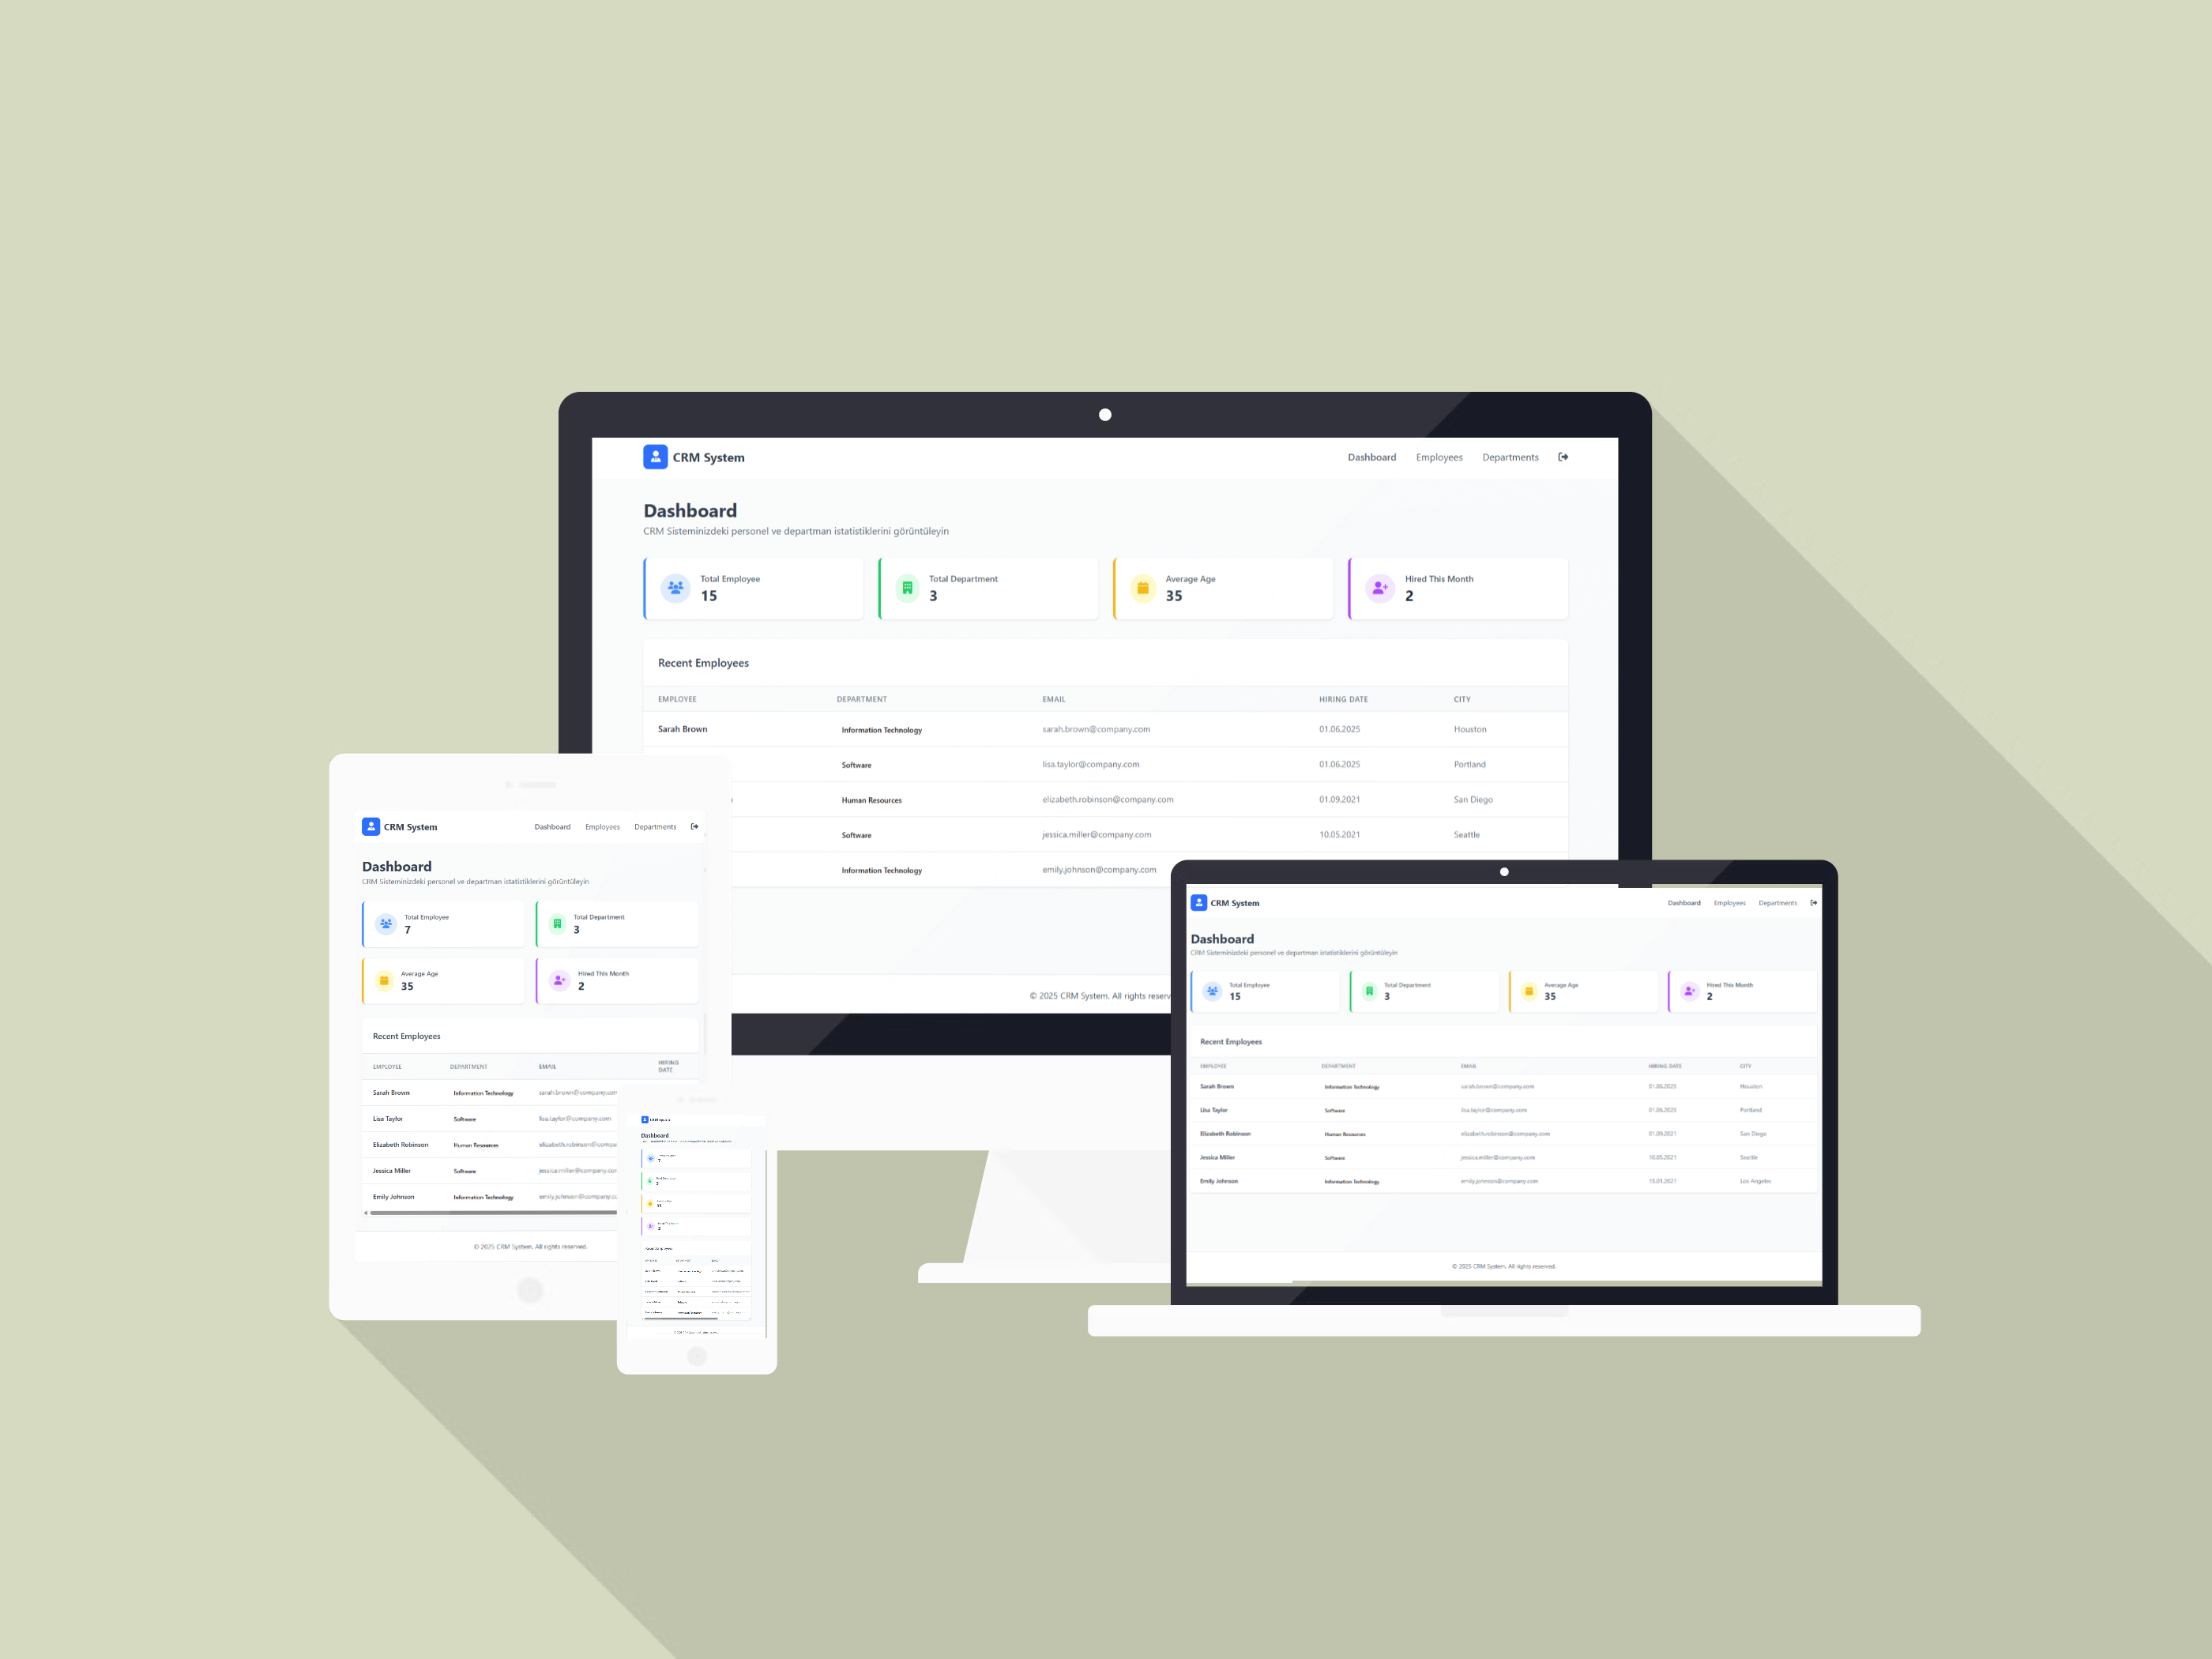 CRM System
Dashboard Employees Departments
Dashboard
CRM Sisteminizdeki personel ve departman istatistiklerini görüntüleyin
Total Employee
15
Total Department
3
Average Age
35
Hired This Month
2
Recent Employees
EMPLOYEE DEPARTMENT EMAIL HIRING DATE CITY
Sarah Brown Information Technology sarah.brown@company.com 01.06.2025 Houston
Software lisa.taylor@company.com 01.06.2025 Portland
Human Resources elizabeth.robinson@company.com 01.09.2021 San Diego
Software jessica.miller@company.com 10.05.2021 Seattle
Information Technology emily.johnson@company.com
© 2025 CRM System. All rights reserv
CRM System
Dashboard Employees Departments
Dashboard
CRM Sisteminizdeki personel ve departman istatistiklerini görüntüleyin
Total Employee
7
Total Department
3
Average Age
35
Hired This Month
2
Recent Employees
EMPLOYEE DEPARTMENT EMAIL HIRING
DATE
Sarah Brown Information Technology sarah.brown@company.com
Lisa Taylor Software lisa.taylor@company.com
Elizabeth Robinson Human Resources elizabeth.robinson@compa
Jessica Miller Software jessica.miller@company.cor
Emily Johnson Information Technology emily.johnson@company.c
© 2025 CRM System. All rights reserved.
Dashboard
CRM System
Dashboard Employees Departments
Dashboard
CRM Sisteminizdeki personel ve departman istatistiklerini görüntüleyin
Total Employee
15
Total Department
3
Average Age
35
Hired This Month
2
Recent Employees
EMPLOYEE DEPARTMENT EMAIL HIRING DATE CITY
Sarah Brown Information Technology sarah.brown@company.com 01.06.2025 Houston
Lisa Taylor Software lisa.taylor@company.com 01.06.2025 Portland
Elizabeth Robinson Human Resources elizabeth.robinson@company.com 01.09.2021 San Diego
Jessica Miller Software jessica.miller@company.com 10.05.2021 Seattle
Emily Johnson Information Technology emily.johnson@company.com 15.01.2021 Los Angeles
© 2025 CRM System. All rights reserved.